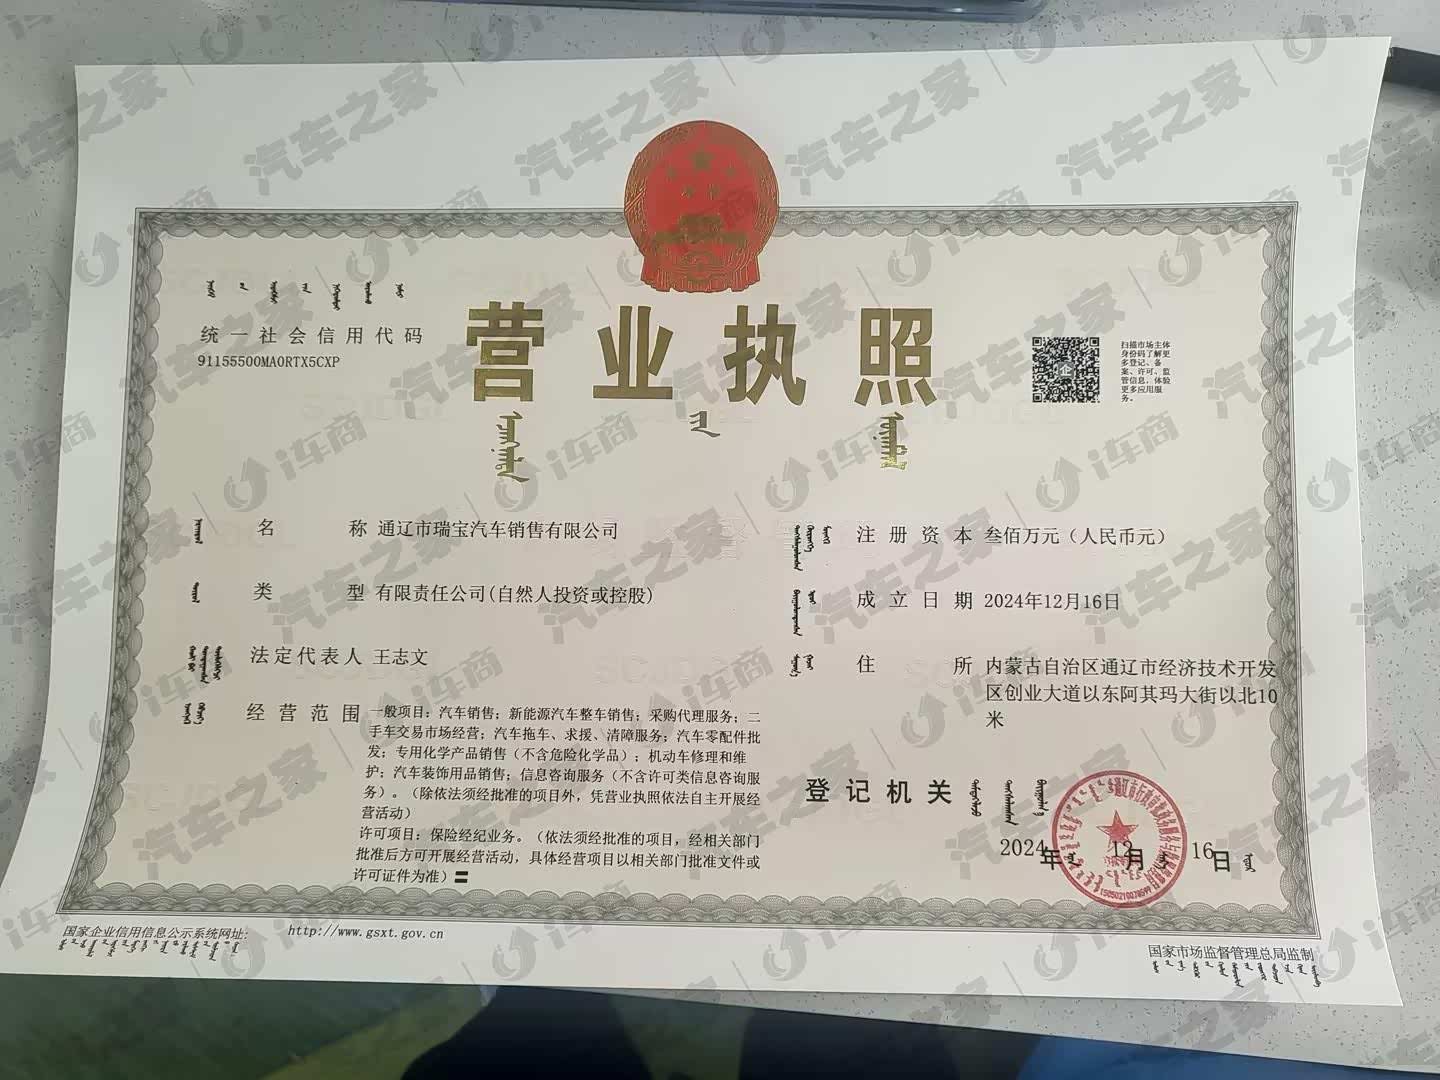 统一社会信用代码
91155500MA0RTX5CXP
营业执照
扫描市场主体
身份码了解更
多登记、备
案、许可、监
管信息，体验
更多应用服
务。
名称 通辽市瑞宝汽车销售有限公司
类型 有限责任公司(自然人投资或控股)
法定代表人 王志文
经营范围 一般项目：汽车销售；新能源汽车整车销售；采购代理服务；二
手车交易市场经营；汽车拖车、求援、清障服务；汽车零配件批
发；专用化学产品销售（不含危险化学品）；机动车修理和维
护；汽车装饰用品销售；信息咨询服务（不含许可类信息咨询服
务）。（除依法须经批准的项目外，凭营业执照依法自主开展经
营活动）
许可项目：保险经纪业务。（依法须经批准的项目，经相关部门
批准后方可开展经营活动，具体经营项目以相关部门批准文件或
许可证件为准）
注册资本 叁佰万元（人民币元）
成立日期 2024年12月16日
住所 内蒙古自治区通辽市经济技术开发
区创业大道以东阿其玛大街以北10
米
登记机关
2024年12月16日
国家企业信用信息公示系统网址：
http://www.gsxt.gov.cn
国家市场监督管理总局监制
汽车之家
i车商